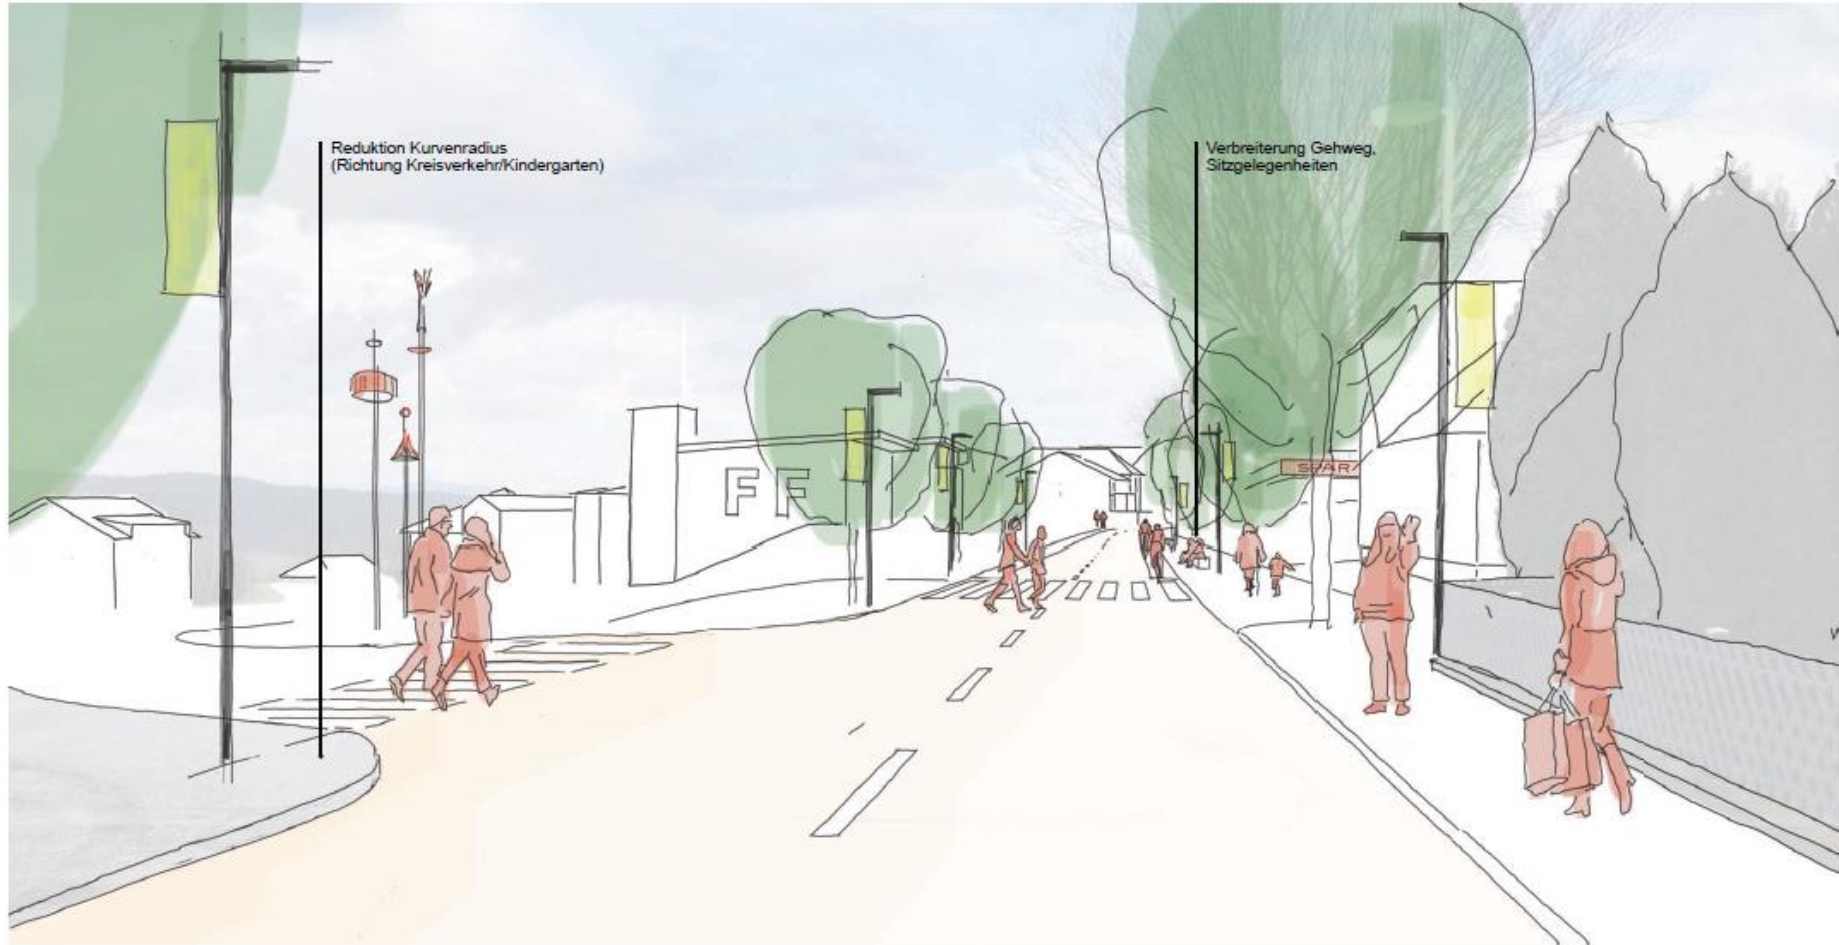 Reduktion Kurvenradius
(Richtung Kreisverkehr/Kindergarten)
Verbreiterung Gehweg,
Sitzgelegenheiten
FF
SPAR